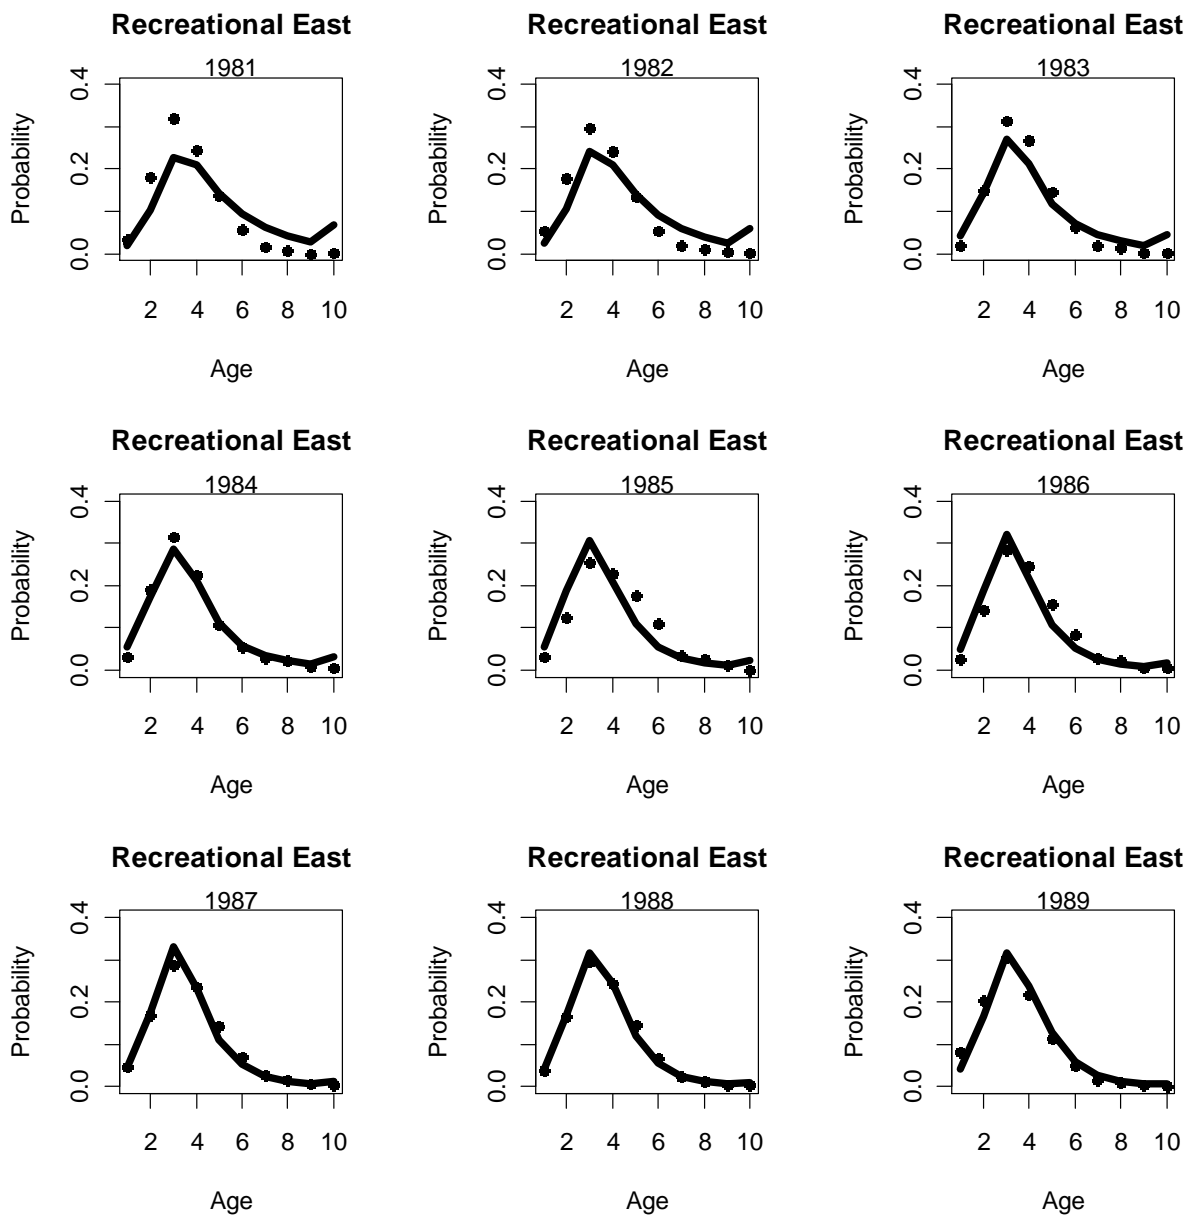 Recreational East Recreational East Recreational East
1981 1982 1983
Probability Probability Probability
0.4 0.4 0.4
0.2 0.2 0.2
0.0 0.0 0.0
2 4 6 8 10 2 4 6 8 10 2 4 6 8 10
Age Age Age
Recreational East Recreational East Recreational East
1984 1985 1986
Probability Probability Probability
0.4 0.4 0.4
0.2 0.2 0.2
0.0 0.0 0.0
2 4 6 8 10 2 4 6 8 10 2 4 6 8 10
Age Age Age
Recreational East Recreational East Recreational East
1987 1988 1989
Probability Probability Probability
0.4 0.4 0.4
0.2 0.2 0.2
0.0 0.0 0.0
2 4 6 8 10 2 4 6 8 10 2 4 6 8 10
Age Age Age